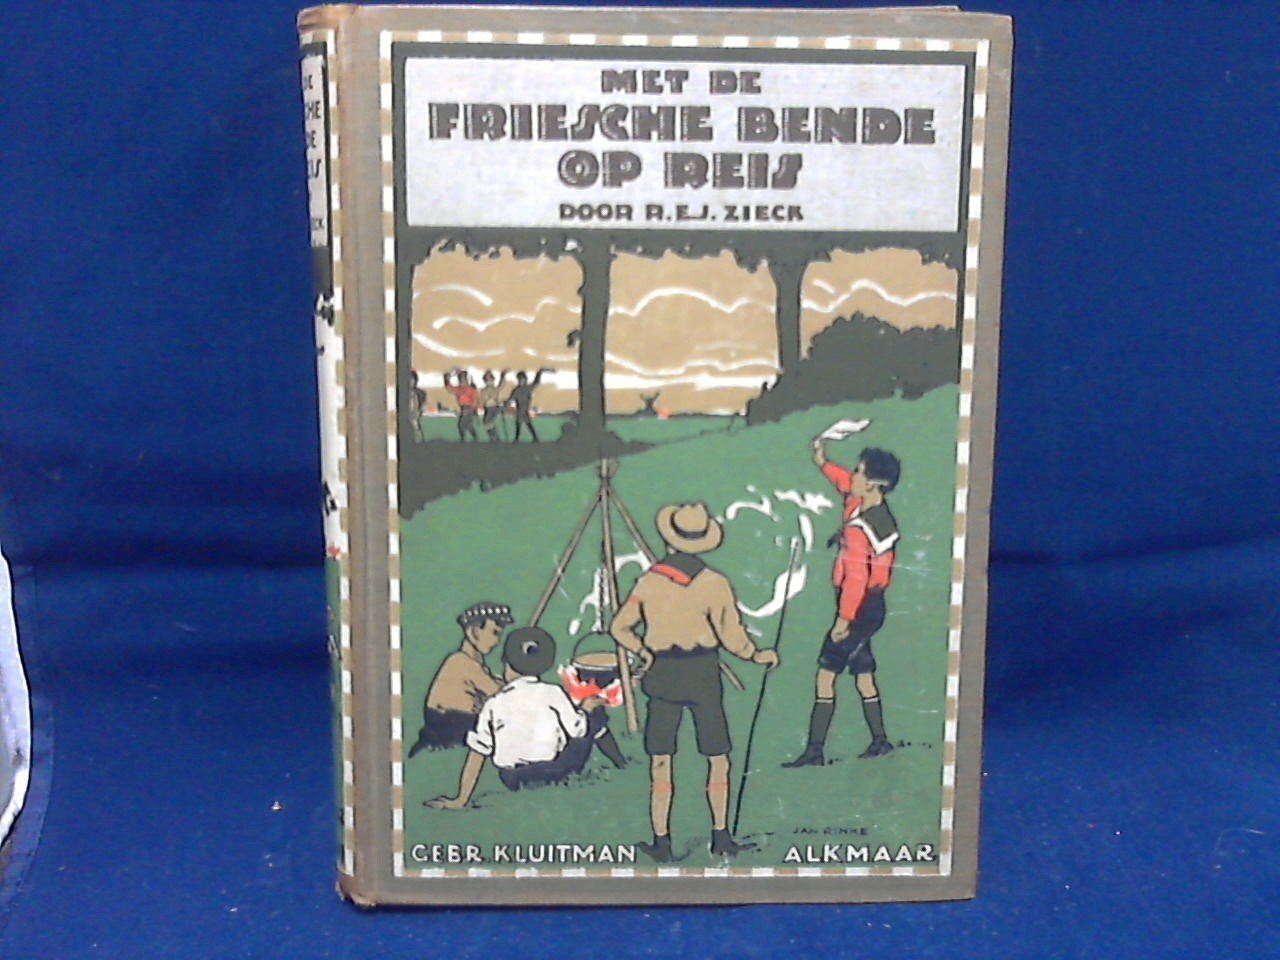 MET DE
FRIESCHE BENDE
OP REIS
DOOR R.E.J. ZIECK
JAN RINKE
GEBR. KLUITMAN ALKMAAR